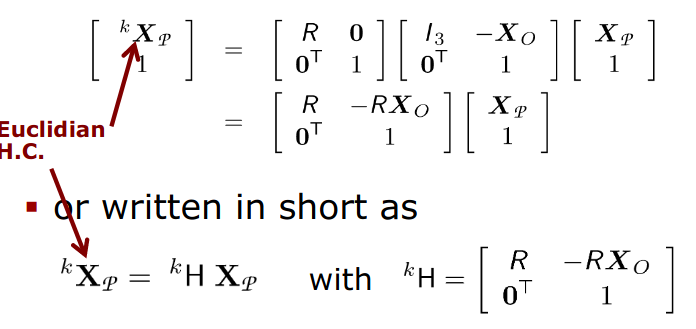 [ ᵏX_𝒫 ; 1 ] = [ R 0 ; 0ᵀ 1 ] [ I₃ −X_O ; 0ᵀ 1 ] [ X_𝒫 ; 1 ]
= [ R −RX_O ; 0ᵀ 1 ] [ X_𝒫 ; 1 ]
Euclidian
H.C.
▪ or written in short as
ᵏX_𝒫 = ᵏH X_𝒫 with ᵏH = [ R −RX_O ; 0ᵀ 1 ]